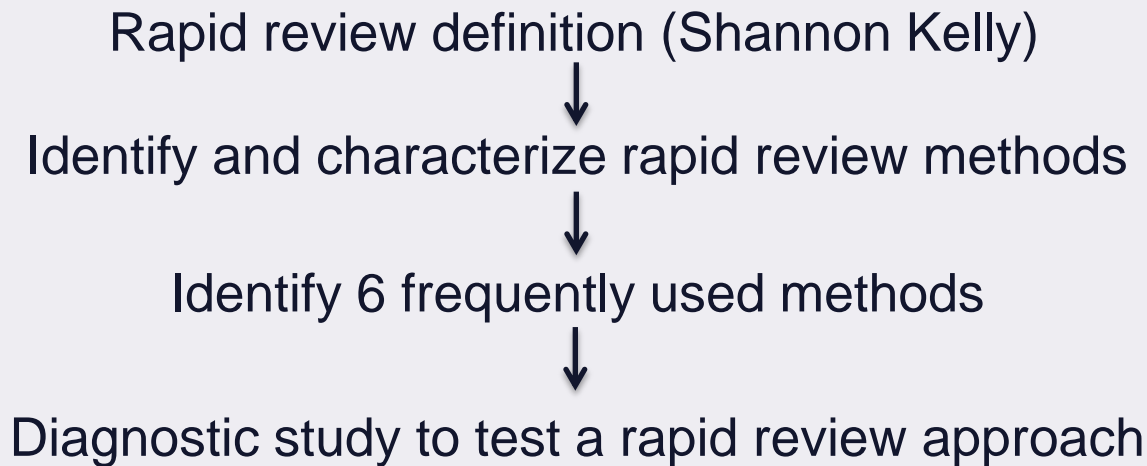 Rapid review definition (Shannon Kelly)
Identify and characterize rapid review methods
Identify 6 frequently used methods
Diagnostic study to test a rapid review approach